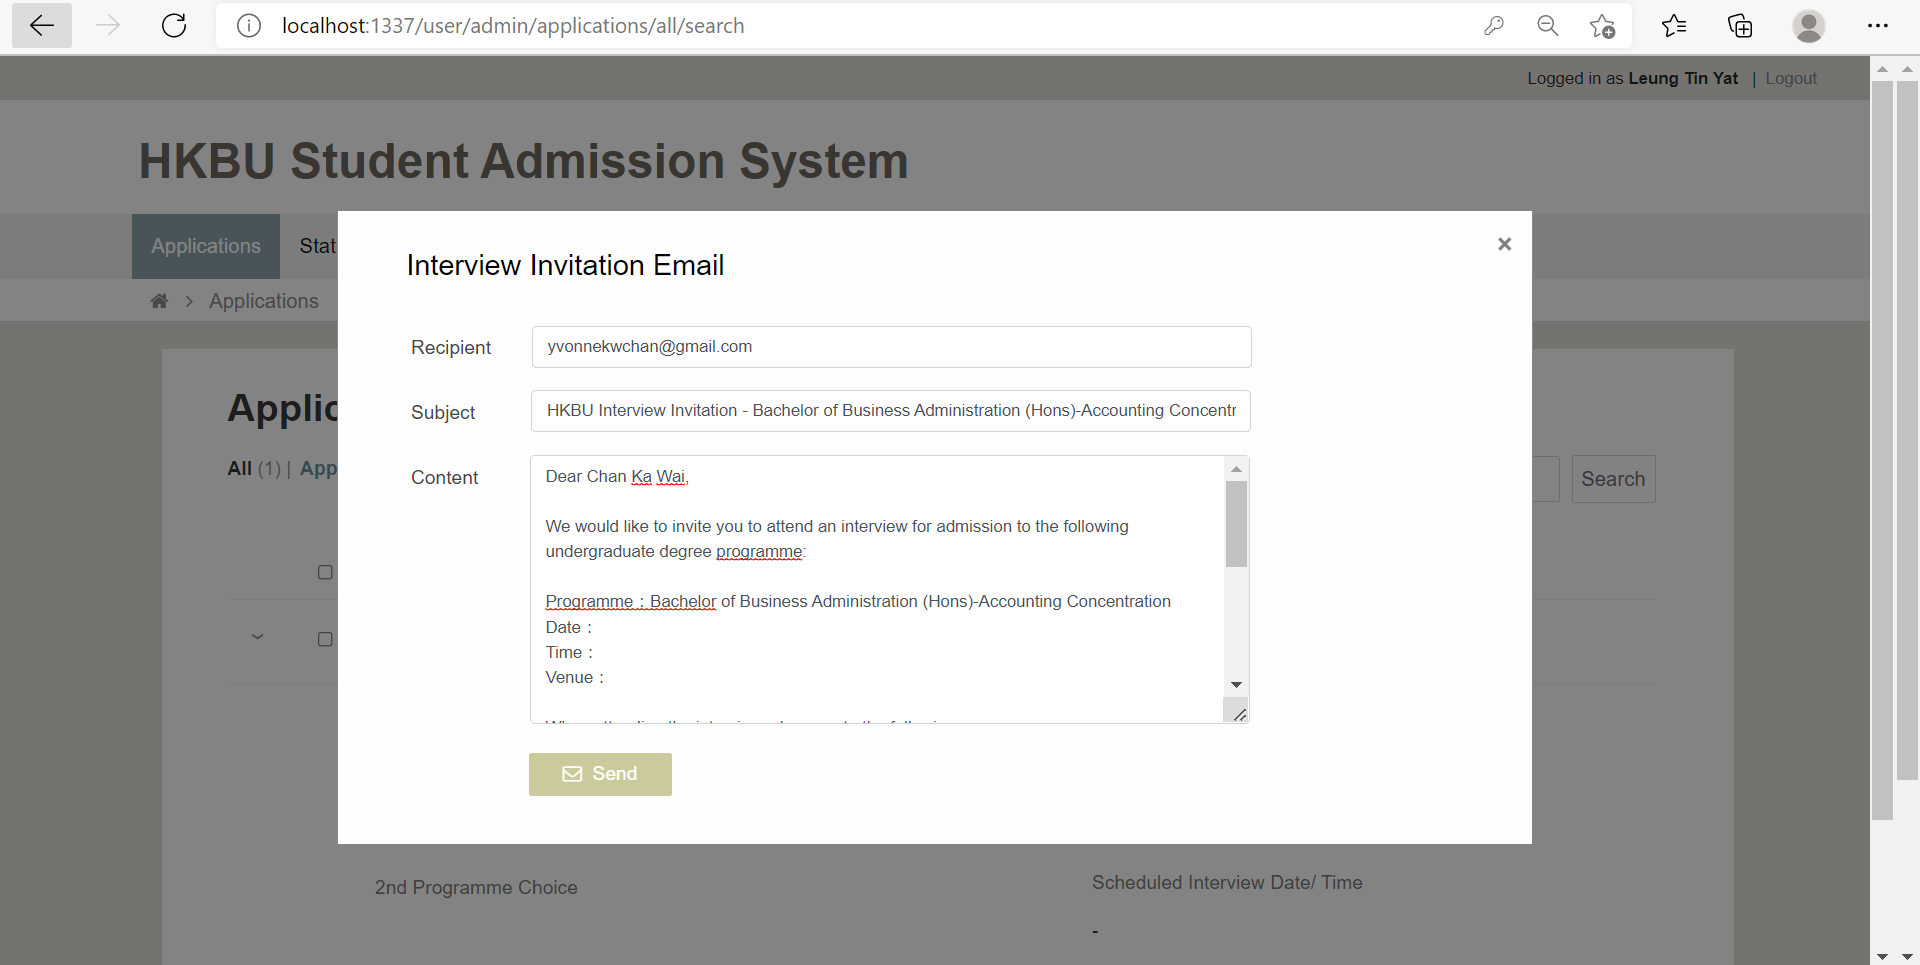 localhost:1337/user/admin/applications/all/search
Logged in as Leung Tin Yat | Logout
HKBU Student Admission System
Applications
Stat
Applications
Interview Invitation Email
Recipient
yvonnekwchan@gmail.com
Subject
HKBU Interview Invitation - Bachelor of Business Administration (Hons)-Accounting Concentr
Content
Dear Chan Ka Wai,
We would like to invite you to attend an interview for admission to the following
undergraduate degree programme:
Programme : Bachelor of Business Administration (Hons)-Accounting Concentration
Date :
Time :
Venue :
Send
Applic
All (1) | App
Search
2nd Programme Choice
Scheduled Interview Date/ Time
-